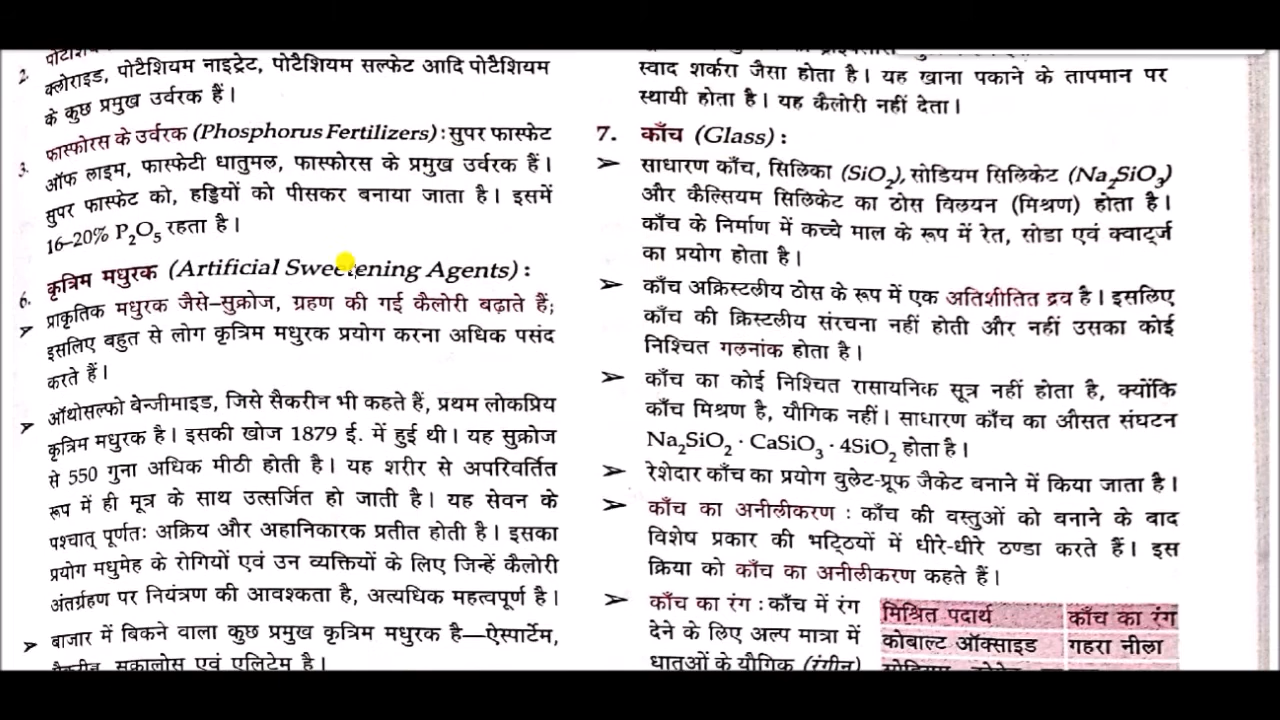 2.
क्लोराइड, पोटैशियम नाइट्रेट, पोटैशियम सल्फेट आदि पोटैशियम
के कुछ प्रमुख उर्वरक हैं।
3. फास्फोरस के उर्वरक (Phosphorus Fertilizers) : सुपर फास्फेट
ऑफ लाइम, फास्फेटी धातुमल, फास्फोरस के प्रमुख उर्वरक हैं।
सुपर फास्फेट को, हड्डियों को पीसकर बनाया जाता है। इसमें
16–20% P₂O₅ रहता है।
6. कृत्रिम मधुरक (Artificial Sweetening Agents) :
➢ प्राकृतिक मधुरक जैसे–सुक्रोज, ग्रहण की गई कैलोरी बढ़ाते हैं;
इसलिए बहुत से लोग कृत्रिम मधुरक प्रयोग करना अधिक पसंद
करते हैं।
➢ ऑथोसल्फो बेन्जीमाइड, जिसे सैकरीन भी कहते हैं, प्रथम लोकप्रिय
कृत्रिम मधुरक है। इसकी खोज 1879 ई. में हुई थी। यह सुक्रोज
से 550 गुना अधिक मीठी होती है। यह शरीर से अपरिवर्तित
रूप में ही मूत्र के साथ उत्सर्जित हो जाती है। यह सेवन के
पश्चात् पूर्णतः अक्रिय और अहानिकारक प्रतीत होती है। इसका
प्रयोग मधुमेह के रोगियों एवं उन व्यक्तियों के लिए जिन्हें कैलोरी
अंतग्रहण पर नियंत्रण की आवश्कता है, अत्यधिक महत्वपूर्ण है।
➢ बाजार में बिकने वाला कुछ प्रमुख कृत्रिम मधुरक है—ऐस्पार्टेम,
सैकरीन, सुक्रालोस एवं एलिटेम है।
स्वाद शर्करा जैसा होता है। यह खाना पकाने के तापमान पर
स्थायी होता है। यह कैलोरी नहीं देता।
7. काँच (Glass) :
➢ साधारण काँच, सिलिका (SiO₂), सोडियम सिलिकेट (Na₂SiO₃)
और कैल्सियम सिलिकेट का ठोस विलयन (मिश्रण) होता है।
काँच के निर्माण में कच्चे माल के रूप में रेत, सोडा एवं क्वार्ट्ज
का प्रयोग होता है।
➢ काँच अक्रिस्टलीय ठोस के रूप में एक अतिशीतित द्रव है। इसलिए
काँच की क्रिस्टलीय संरचना नहीं होती और नहीं उसका कोई
निश्चित गलनांक होता है।
➢ काँच का कोई निश्चित रासायनिक सूत्र नहीं होता है, क्योंकि
काँच मिश्रण है, यौगिक नहीं। साधारण काँच का औसत संघटन
Na₂SiO₂ · CaSiO₃ · 4SiO₂ होता है।
➢ रेशेदार काँच का प्रयोग बुलेट-प्रूफ जैकेट बनाने में किया जाता है।
➢ काँच का अनीलीकरण : काँच की वस्तुओं को बनाने के बाद
विशेष प्रकार की भट्ठियों में धीरे-धीरे ठण्डा करते हैं। इस
क्रिया को काँच का अनीलीकरण कहते हैं।
➢ काँच का रंग : काँच में रंग
देने के लिए अल्प मात्रा में
धातुओं के यौगिक (रंगीन)
मिश्रित पदार्थ काँच का रंग
कोबाल्ट ऑक्साइड गहरा नीला